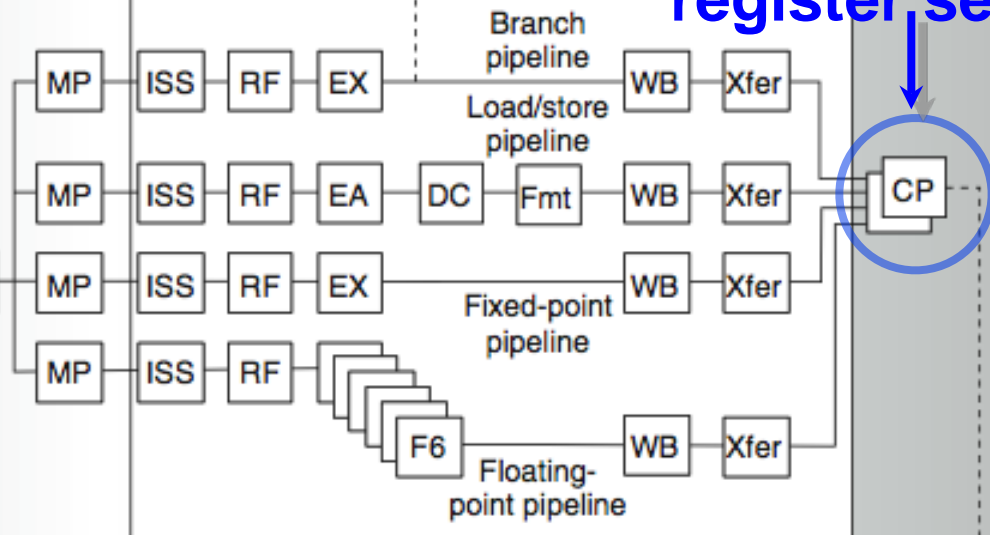 register se
Branch
pipeline
MP ISS RF EX WB Xfer
Load/store
pipeline
MP ISS RF EA DC Fmt WB Xfer CP
MP ISS RF EX WB Xfer
Fixed-point
pipeline
MP ISS RF
F6 WB Xfer
Floating-
point pipeline